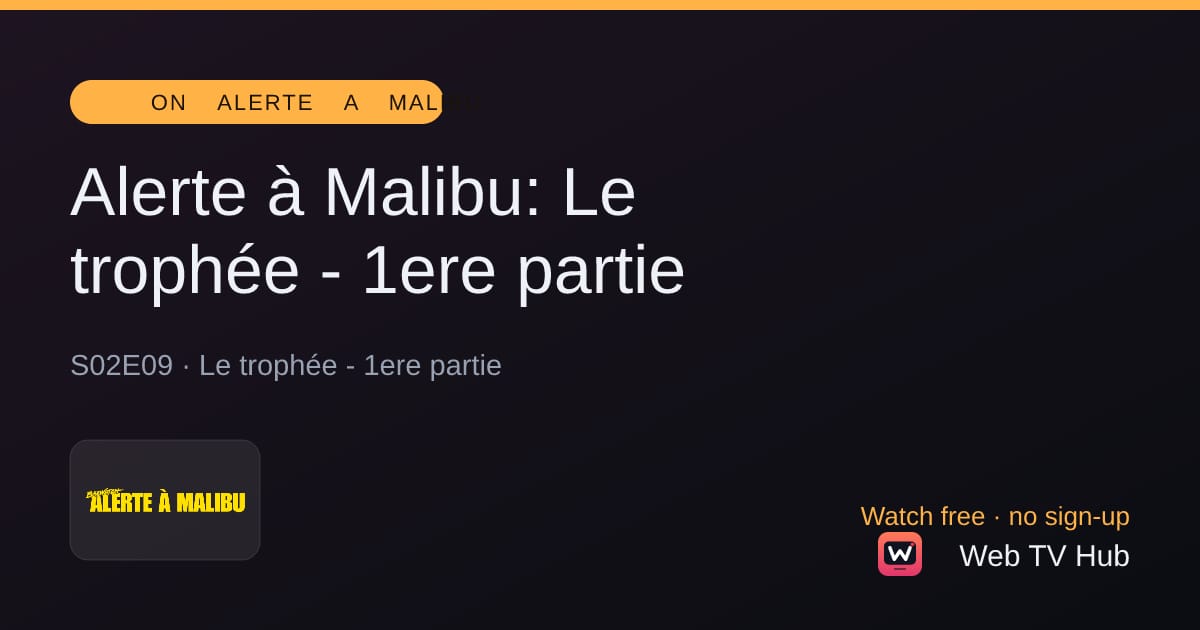 ON ALERTE A MALIBU
Alerte à Malibu: Le
trophée - 1ere partie
S02E09 · Le trophée - 1ere partie
ALERTE À MALIBU
Watch free · no sign-up
W
Web TV Hub